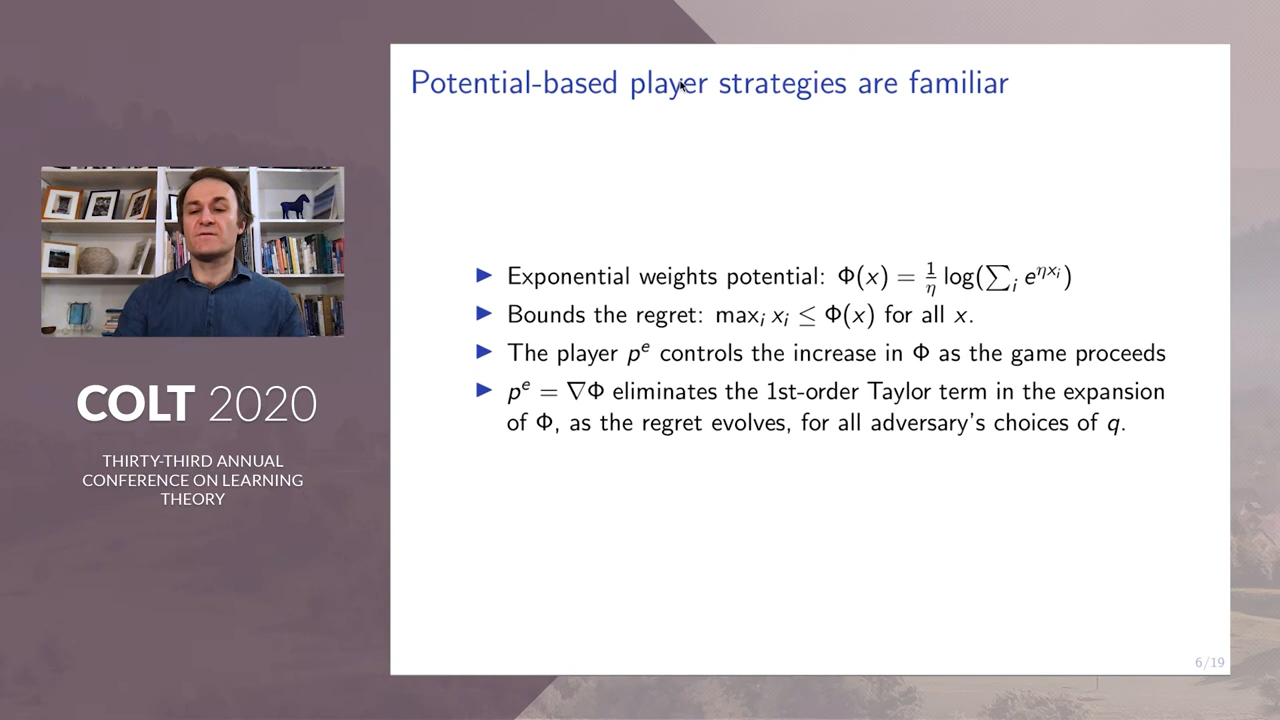 Potential-based player strategies are familiar
▶ Exponential weights potential: Φ(x) = 1/η log(∑_i e^{ηx_i})
▶ Bounds the regret: max_i x_i ≤ Φ(x) for all x.
▶ The player p^e controls the increase in Φ as the game proceeds
▶ p^e = ∇Φ eliminates the 1st-order Taylor term in the expansion
of Φ, as the regret evolves, for all adversary's choices of q.
6/19
COLT 2020
THIRTY-THIRD ANNUAL
CONFERENCE ON LEARNING
THEORY